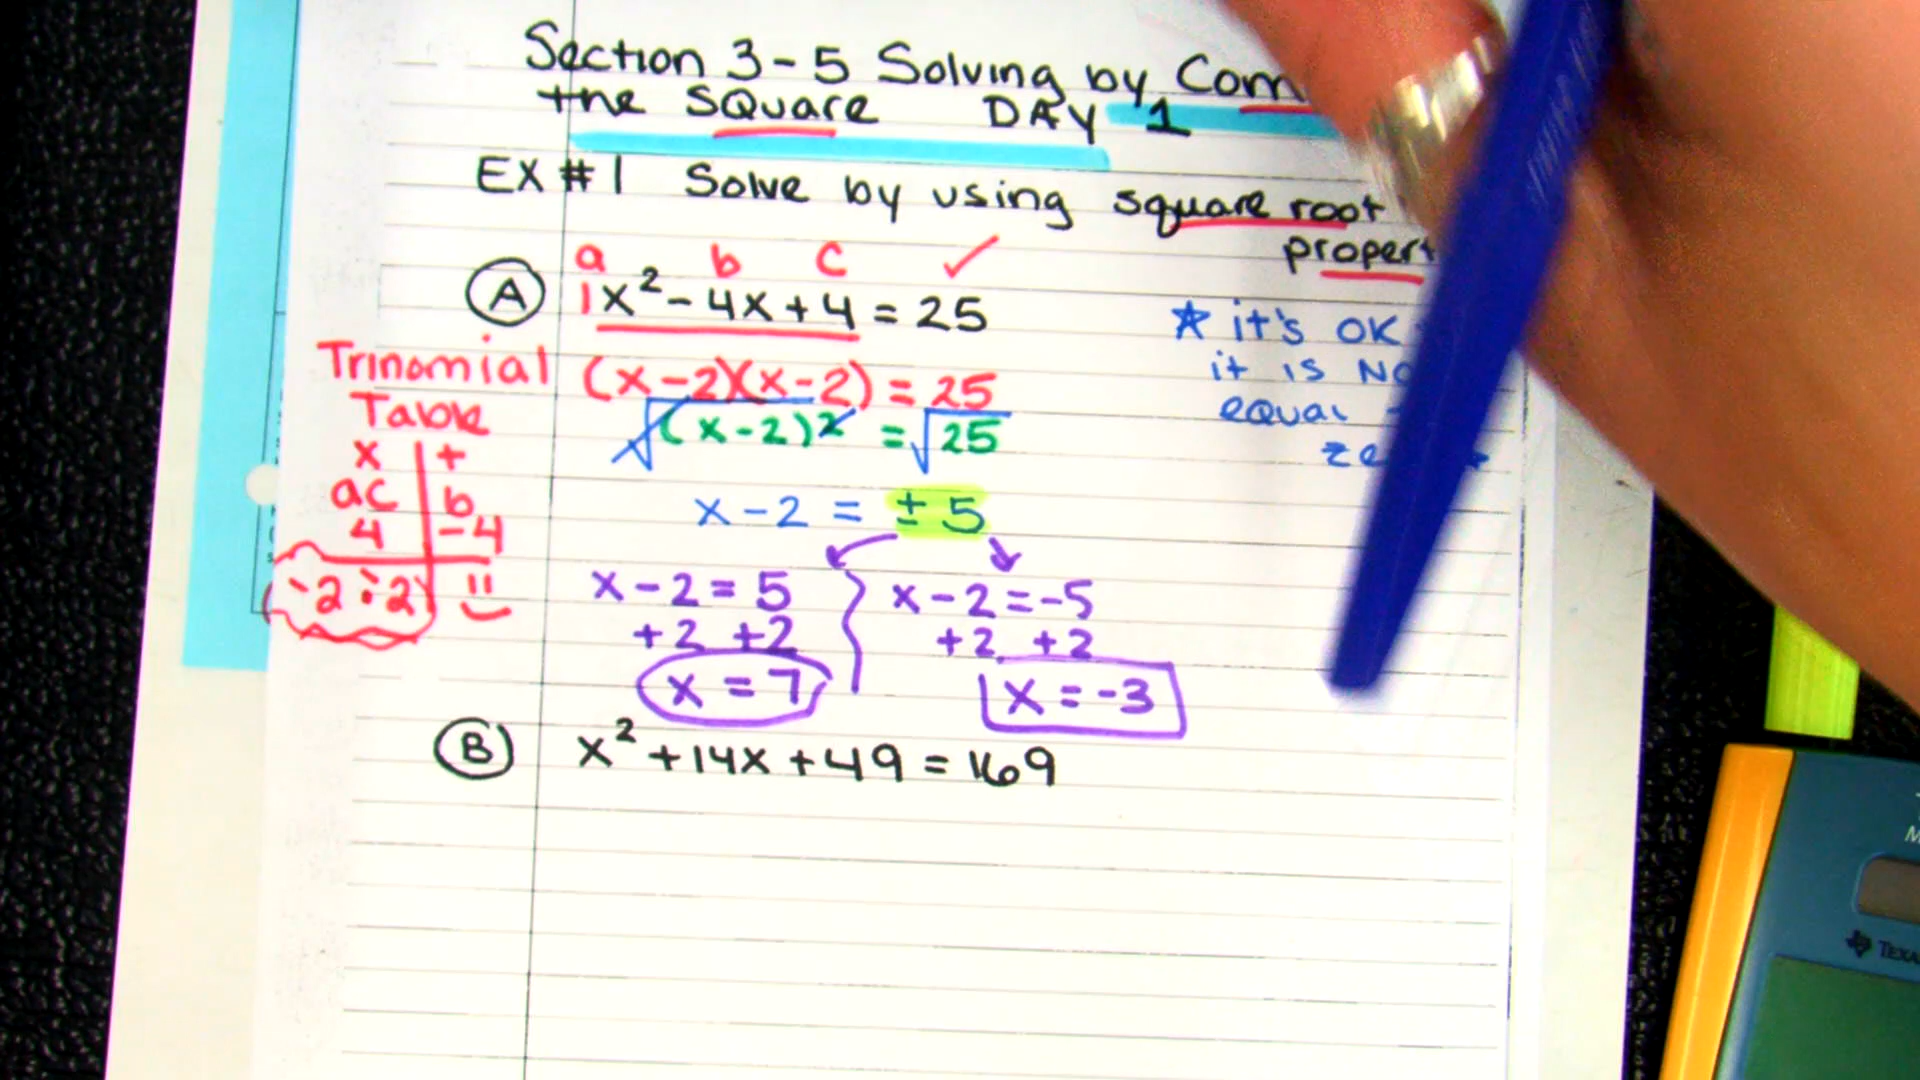 Section 3-5 Solving by Com
the Square DAY 1
EX #1 Solve by using square root
propert
a b c ✓
Ⓐ 1x² - 4x + 4 = 25
★ it's OK
it is NO
equal
ze
Trinomial
Table
x | +
ac | b
4 | -4
-2 ; -2 | =
(x-2)(x-2) = 25
√(x-2)² = √25
x - 2 = ± 5
x - 2 = 5
+2 +2
x = 7
x - 2 = -5
+2 +2
x = -3
Ⓑ x² + 14x + 49 = 169
TEXAS